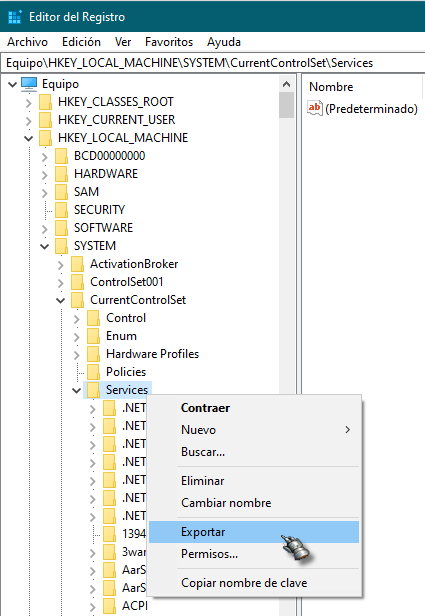 Editor del Registro
Archivo Edición Ver Favoritos Ayuda
Equipo\HKEY_LOCAL_MACHINE\SYSTEM\CurrentControlSet\Services
Equipo
HKEY_CLASSES_ROOT
HKEY_CURRENT_USER
HKEY_LOCAL_MACHINE
BCD00000000
HARDWARE
SAM
SECURITY
SOFTWARE
SYSTEM
ActivationBroker
ControlSet001
CurrentControlSet
Control
Enum
Hardware Profiles
Policies
Services
.NET
.NET
.NET
.NET
.NET
.NET
.NET
1394
3war
AarS
AarS
ACPI
Nombre
ab (Predeterminado)
Contraer
Nuevo
Buscar...
Eliminar
Cambiar nombre
Exportar
Permisos...
Copiar nombre de clave